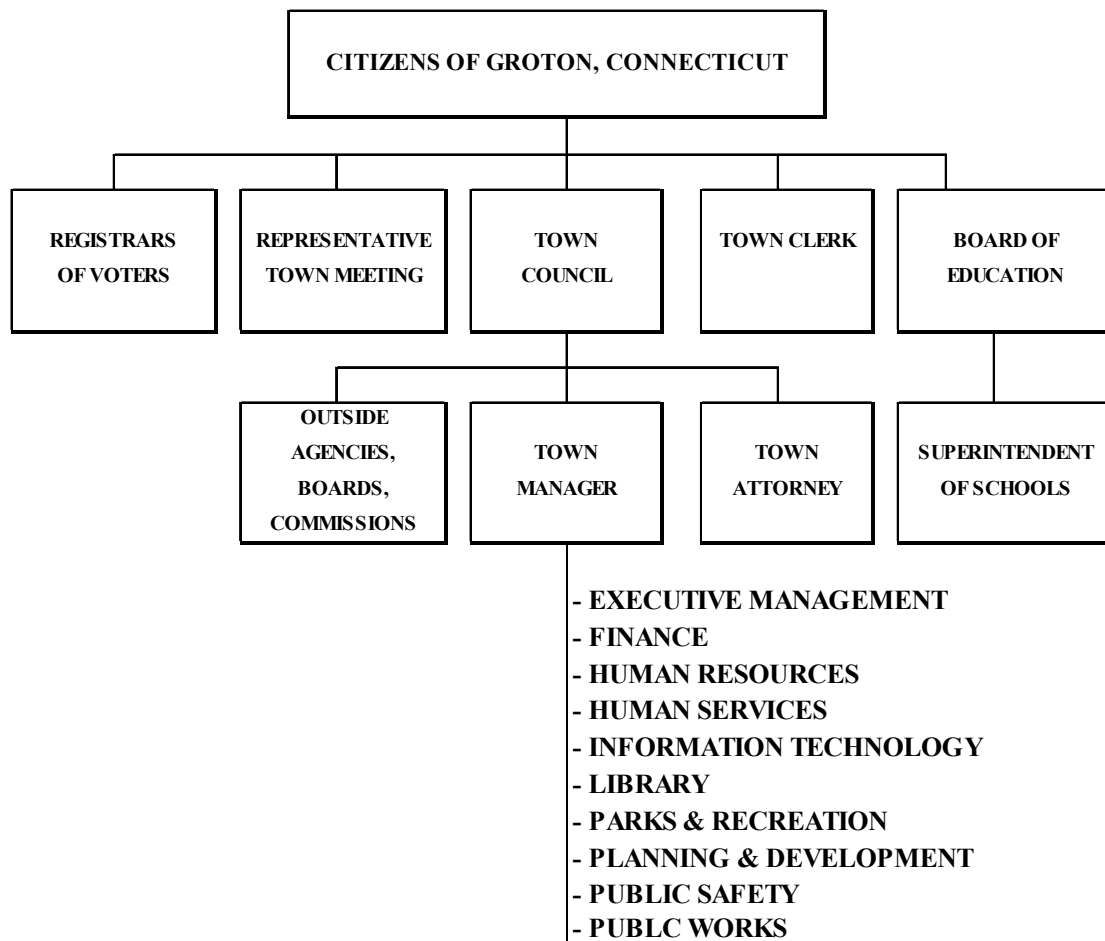 CITIZENS OF GROTON, CONNECTICUT
REGISTRARS
OF VOTERS
REPRESENTATIVE
TOWN MEETING
TOWN
COUNCIL
TOWN CLERK
BOARD OF
EDUCATION
OUTSIDE
AGENCIES,
BOARDS,
COMMISSIONS
TOWN
MANAGER
TOWN
ATTORNEY
SUPERINTENDENT
OF SCHOOLS
- EXECUTIVE MANAGEMENT
- FINANCE
- HUMAN RESOURCES
- HUMAN SERVICES
- INFORMATION TECHNOLOGY
- LIBRARY
- PARKS & RECREATION
- PLANNING & DEVELOPMENT
- PUBLIC SAFETY
- PUBLC WORKS